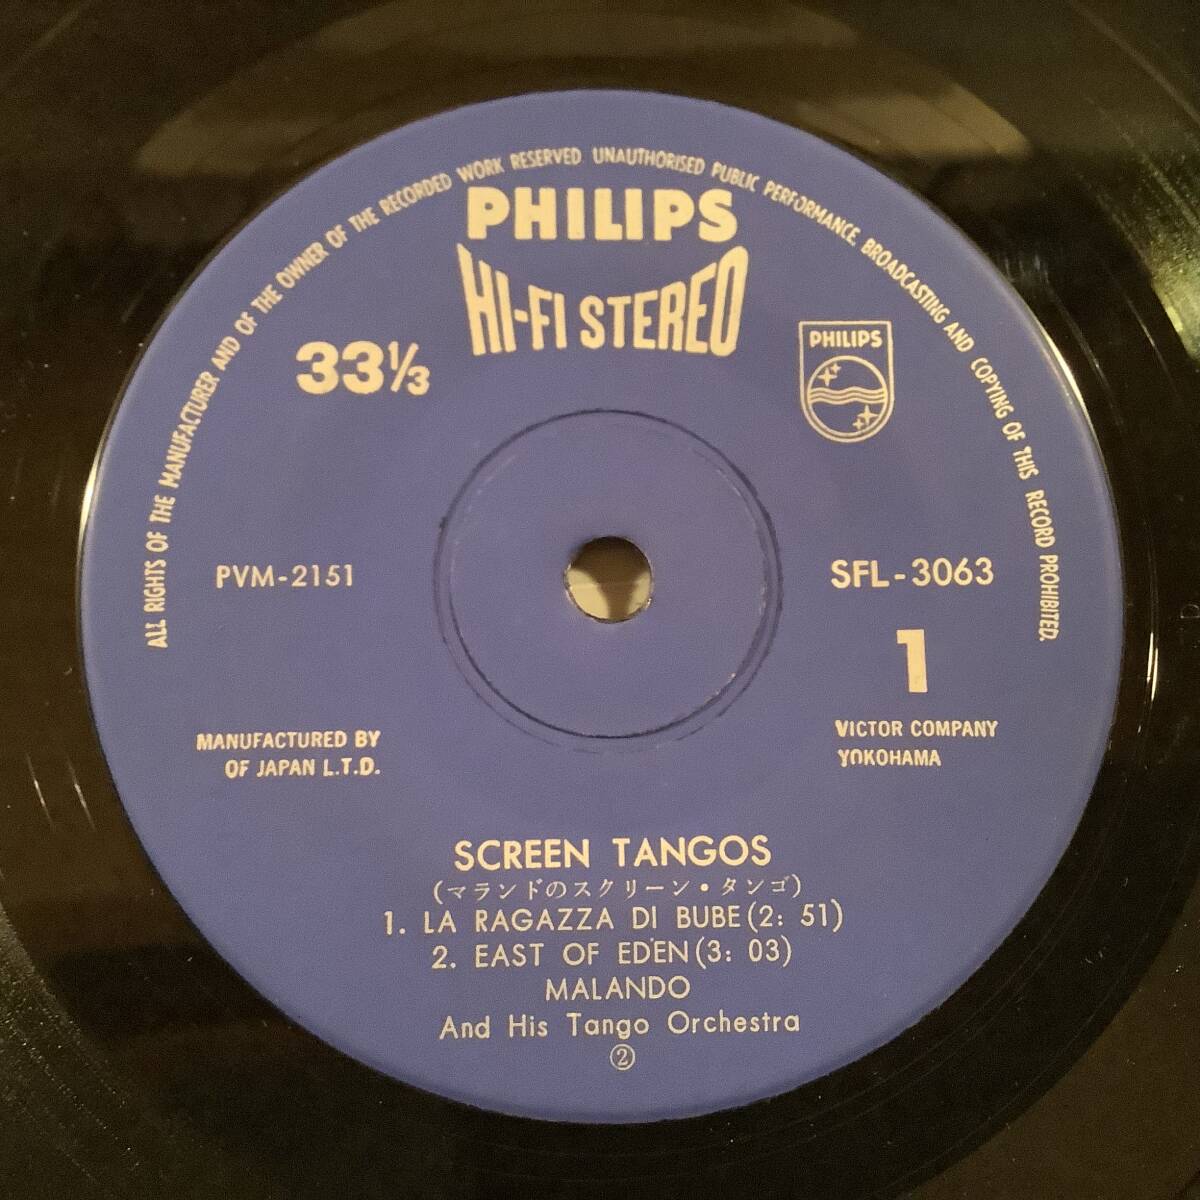 ALL RIGHTS OF THE MANUFACTURER AND OF THE OWNER OF THE RECORDED WORK RESERVED. UNAUTHORISED PUBLIC PERFORMANCE, BROADCASTING AND COPYING OF THIS RECORD PROHIBITED.
PHILIPS
HI-FI STEREO
33⅓
PHILIPS
PVM-2151
SFL-3063
1
MANUFACTURED BY VICTOR COMPANY
OF JAPAN L.T.D. YOKOHAMA
SCREEN TANGOS
(マランドのスクリーン・タンゴ)
1. LA RAGAZZA DI BUBE(2: 51)
2. EAST OF EDEN(3: 03)
MALANDO
And His Tango Orchestra
②